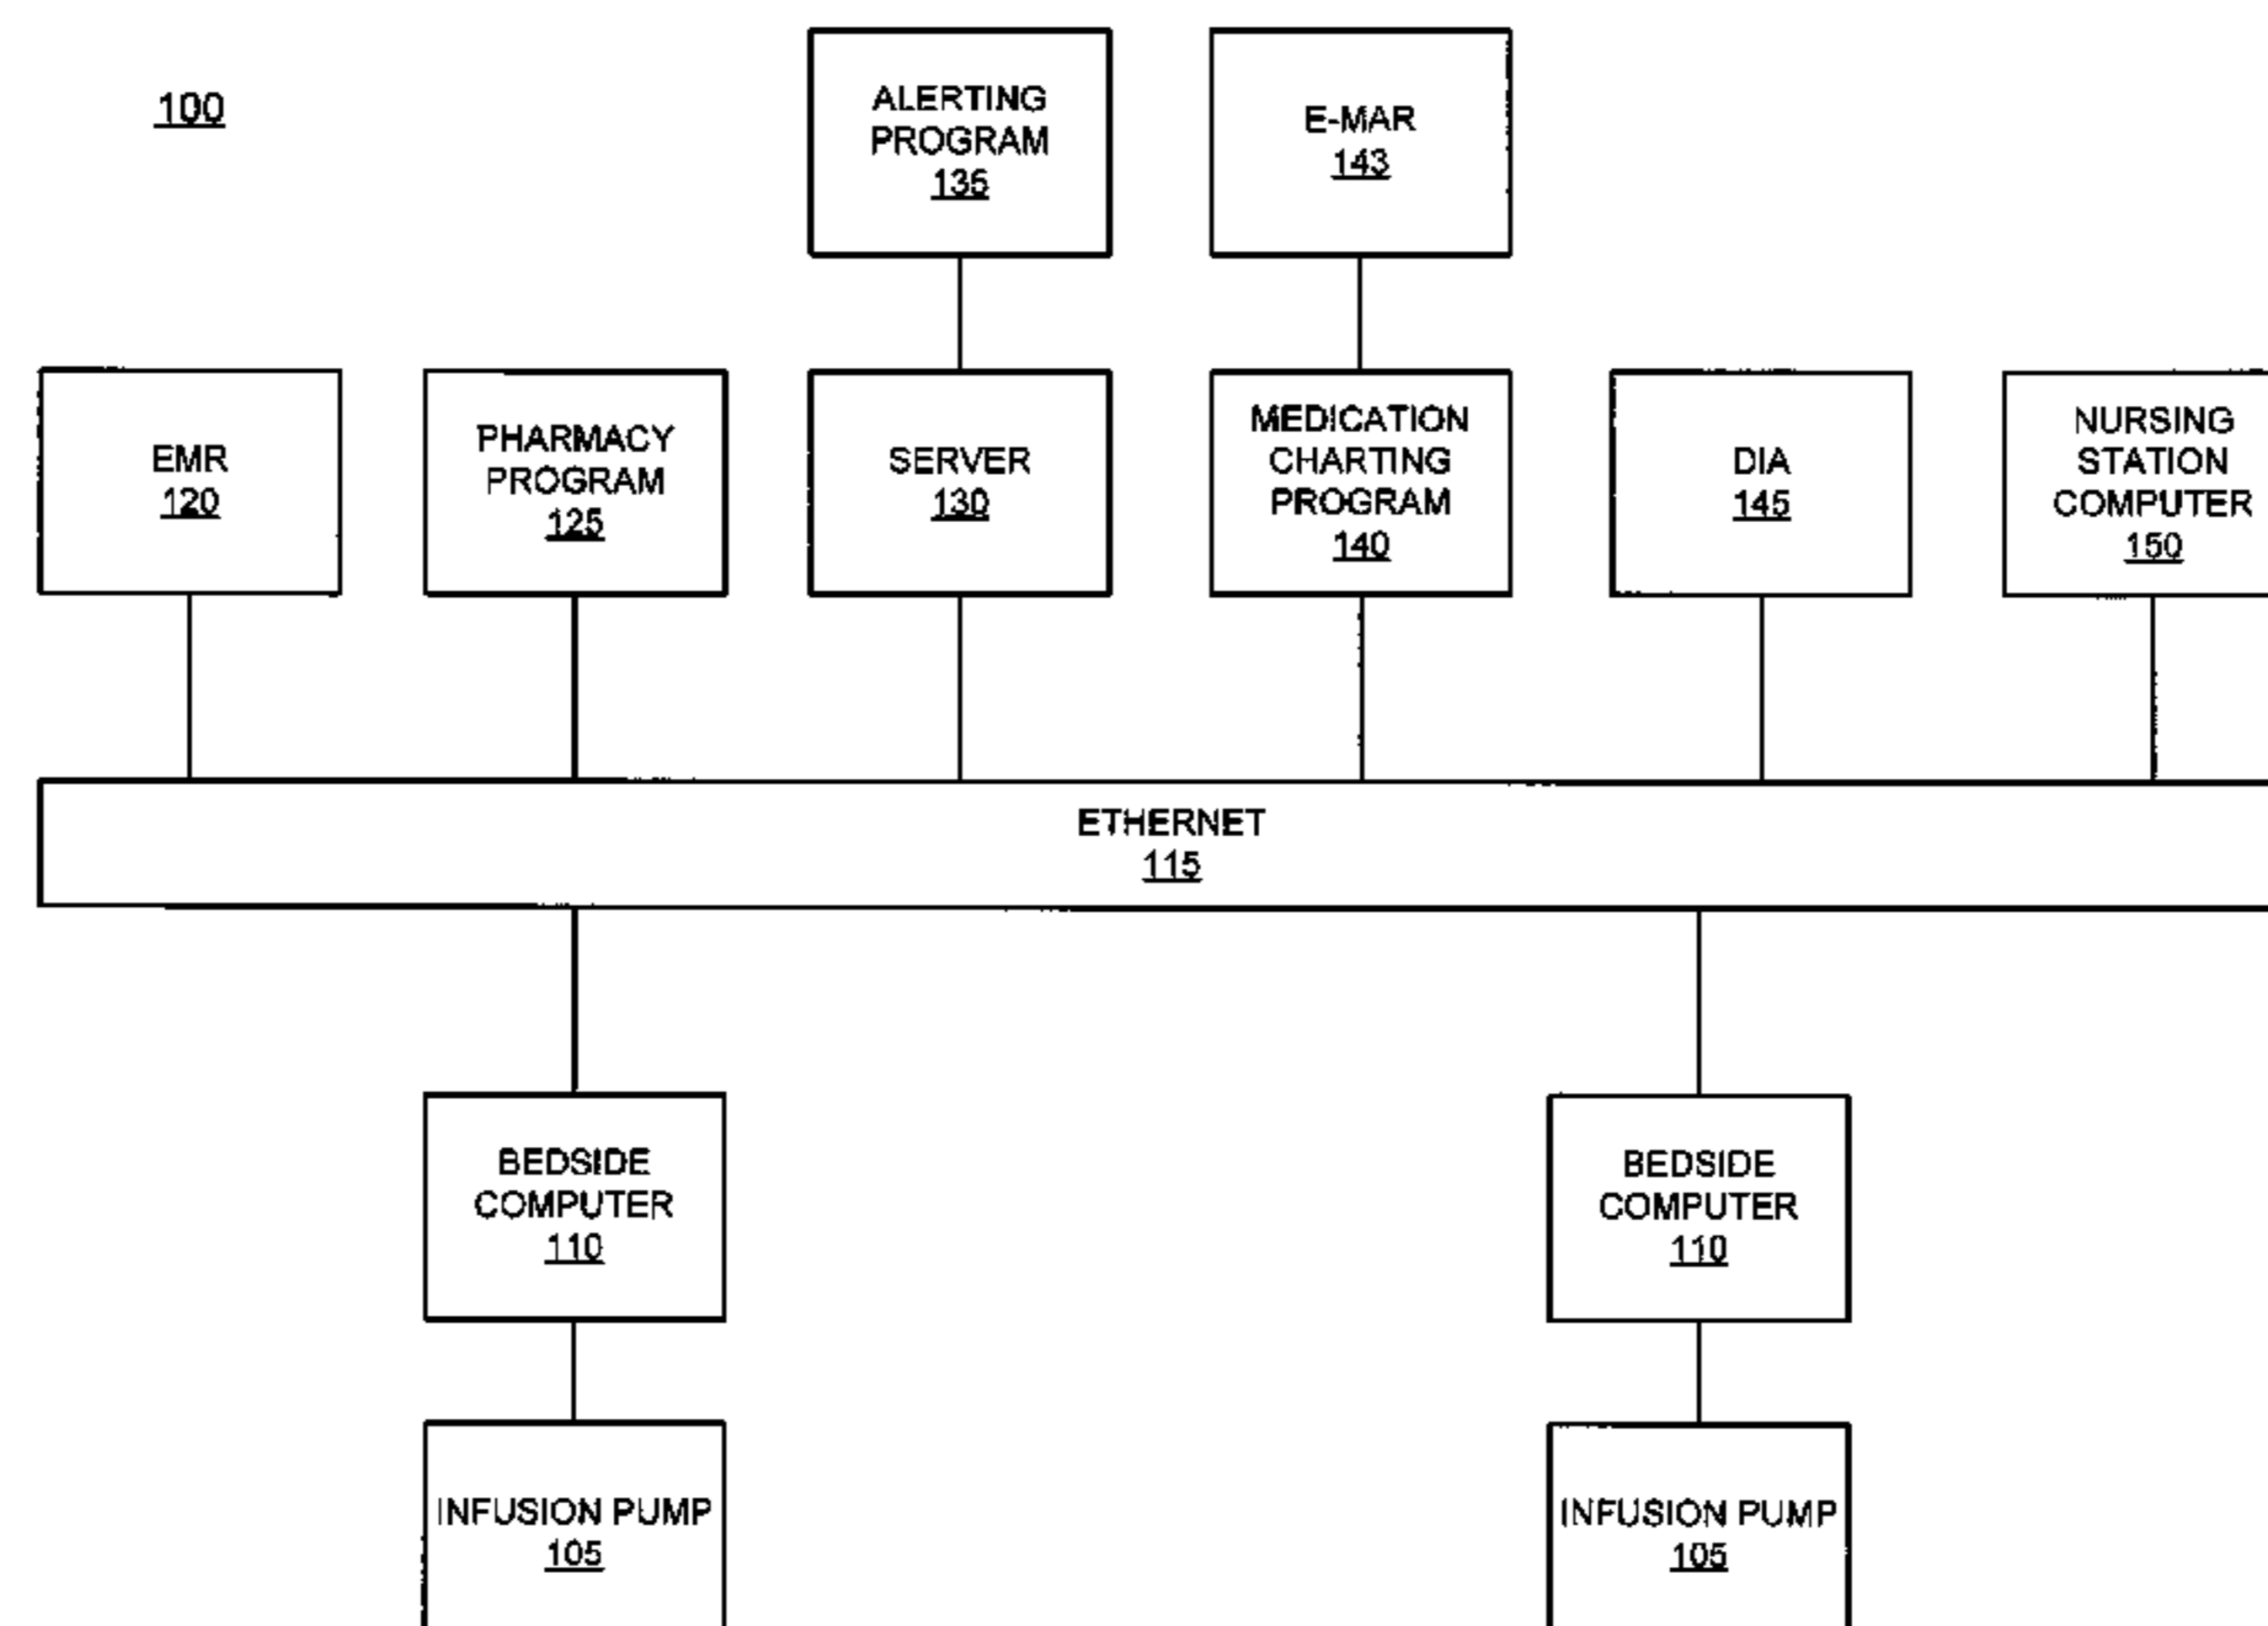 100
ALERTING
PROGRAM
135
E-MAR
143
EMR
120
PHARMACY
PROGRAM
125
SERVER
130
MEDICATION
CHARTING
PROGRAM
140
DIA
145
NURSING
STATION
COMPUTER
150
ETHERNET
115
BEDSIDE
COMPUTER
110
BEDSIDE
COMPUTER
110
INFUSION PUMP
105
INFUSION PUMP
105